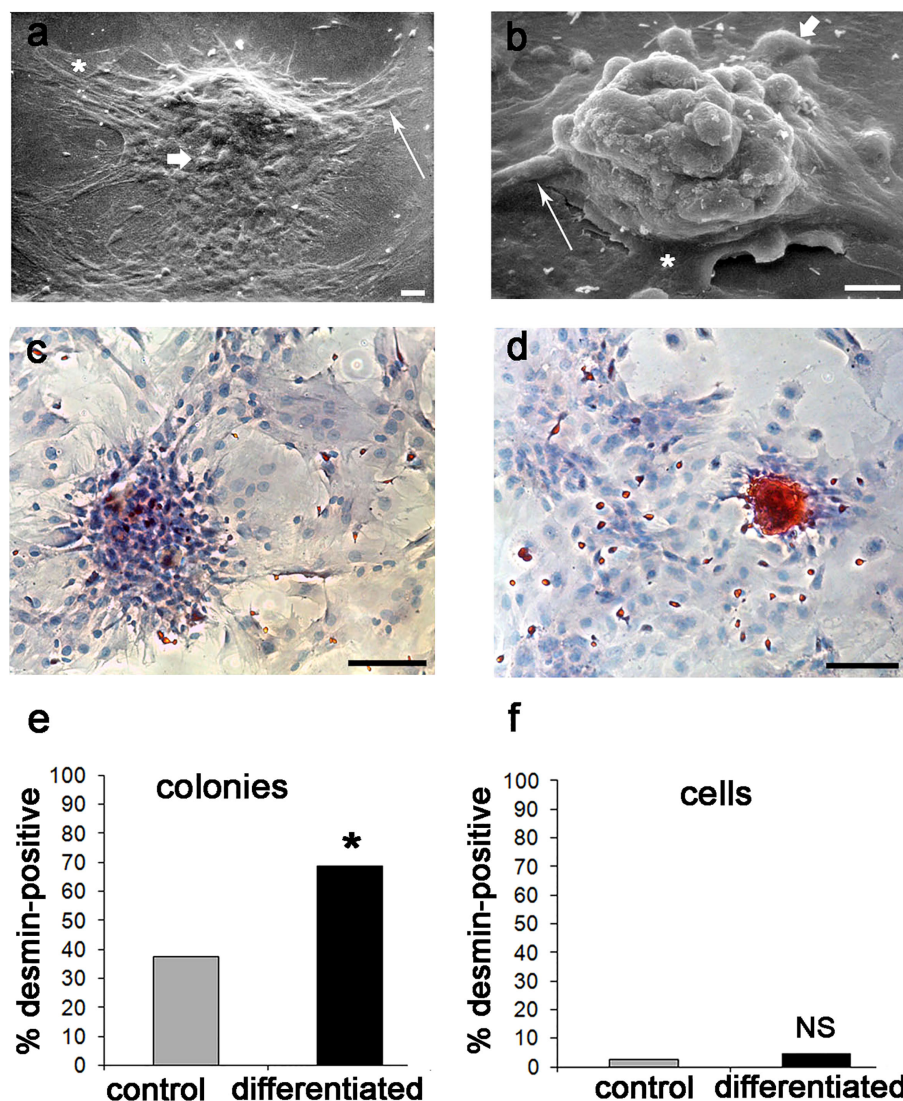 a
*
b
*
c
d
e
f
colonies
cells
% desmin-positive
100
90
80
70
60
50
40
30
20
10
0
*
control
differentiated
% desmin-positive
100
90
80
70
60
50
40
30
20
10
0
NS
control
differentiated